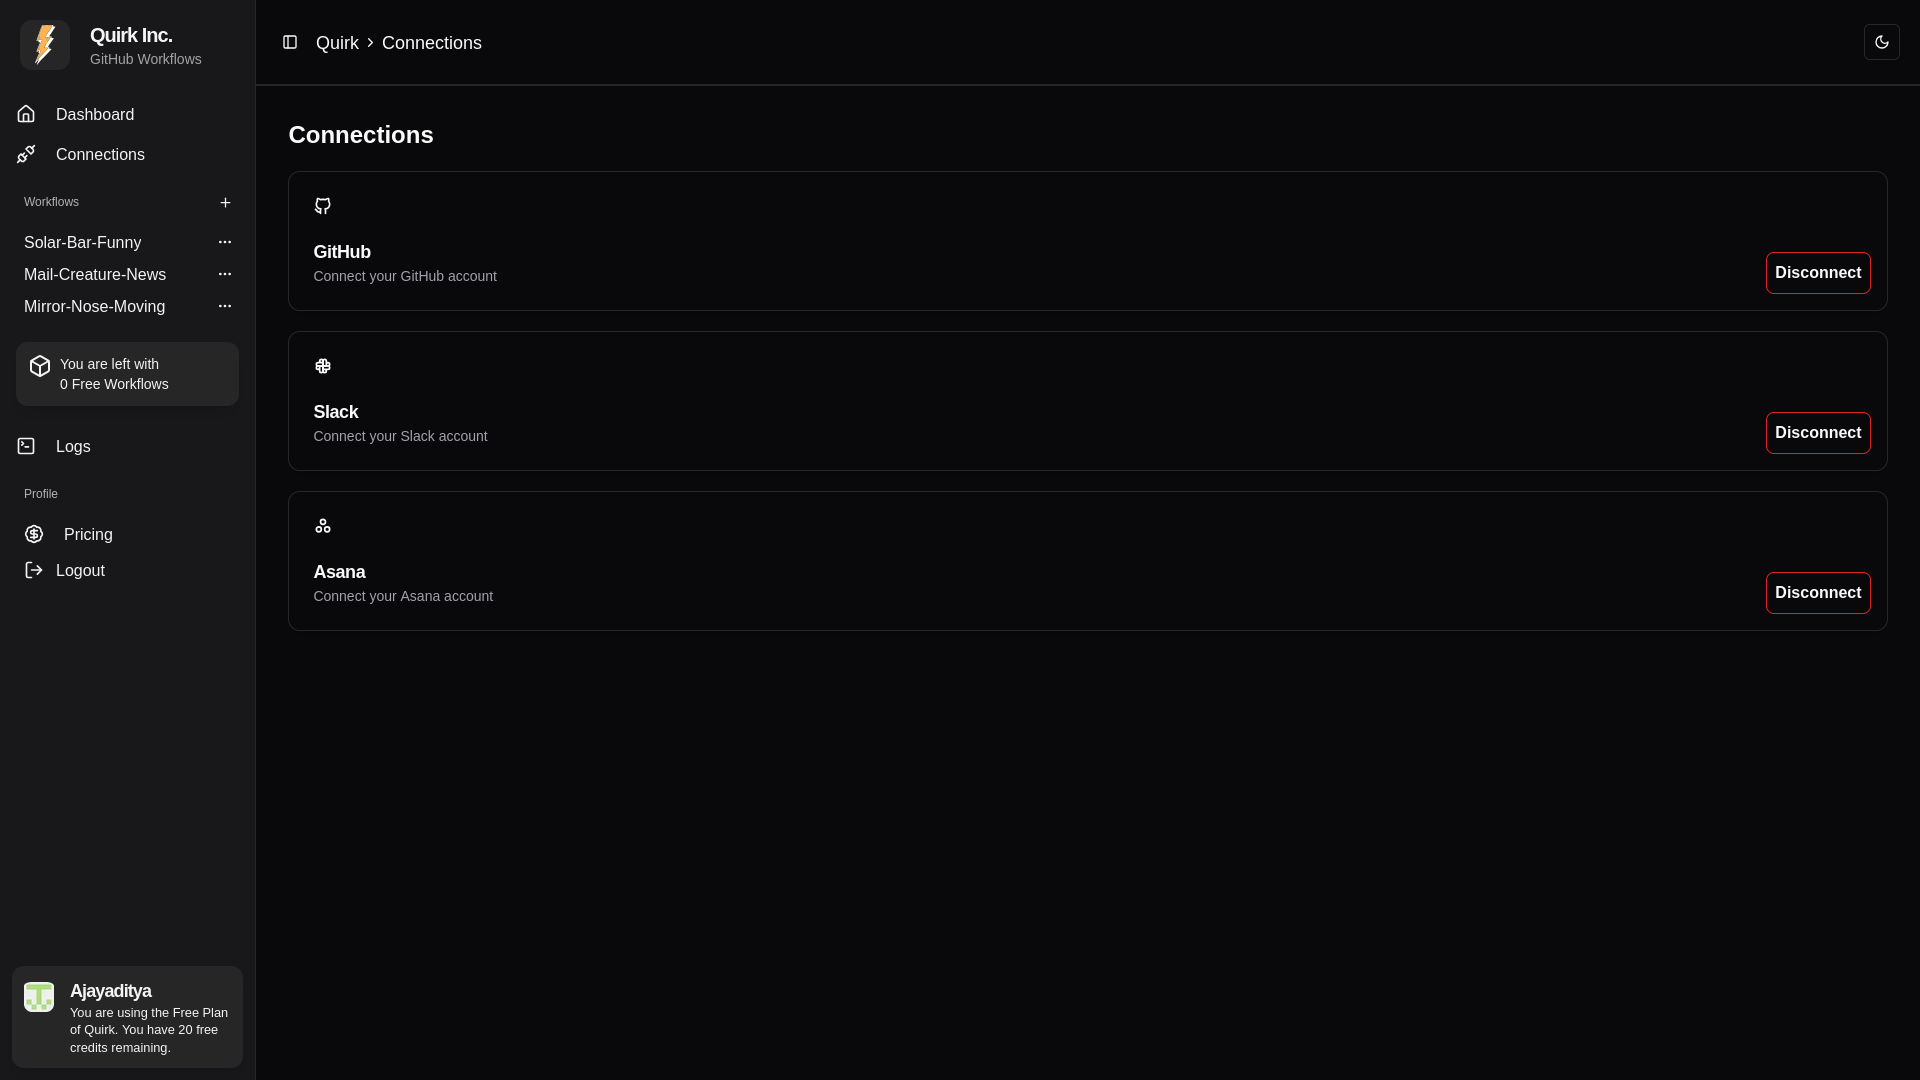 Quirk Inc.
GitHub Workflows
Dashboard
Connections
Workflows
Solar-Bar-Funny
Mail-Creature-News
Mirror-Nose-Moving
You are left with
0 Free Workflows
Logs
Profile
Pricing
Logout
Ajayaditya
You are using the Free Plan
of Quirk. You have 20 free
credits remaining.
Quirk > Connections
Connections
GitHub
Connect your GitHub account
Disconnect
Slack
Connect your Slack account
Disconnect
Asana
Connect your Asana account
Disconnect